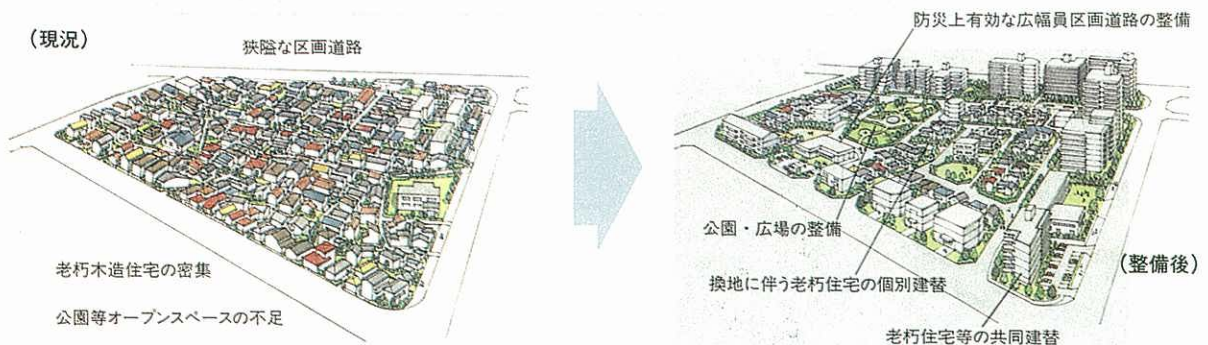 (現況)
狭隘な区画道路
老朽木造住宅の密集
公園等オープンスペースの不足
防災上有効な広幅員区画道路の整備
公園・広場の整備
換地に伴う老朽住宅の個別建替
(整備後)
老朽住宅等の共同建替